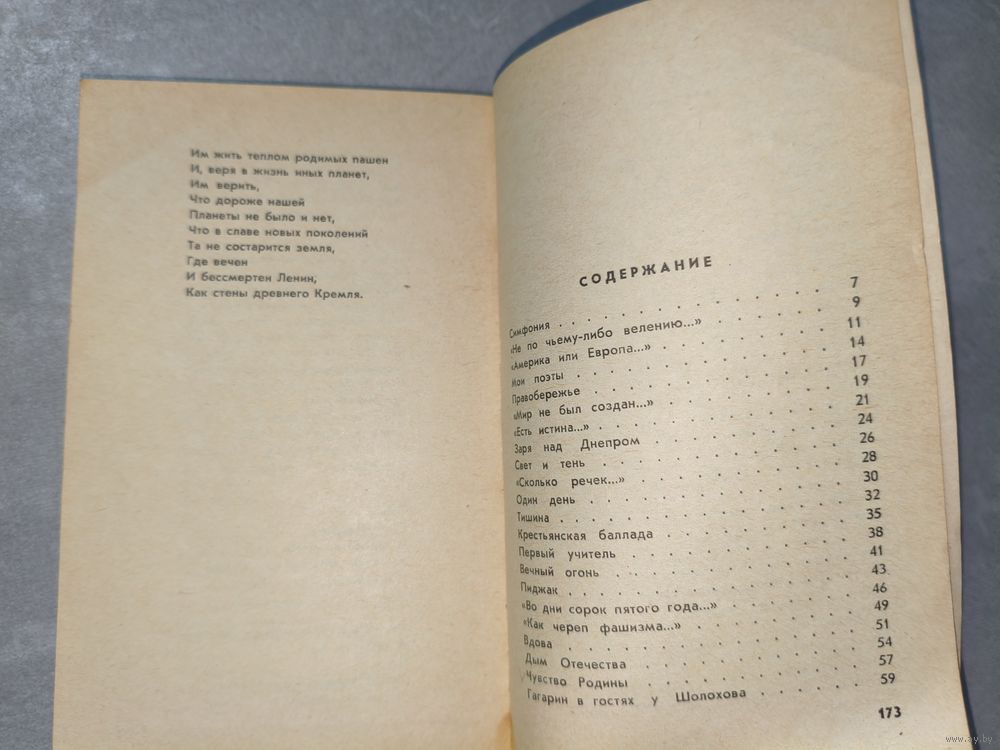 Им жить теплом родимых пашен
И, веря в жизнь иных планет,
Им верить,
Что дороже нашей
Планеты не было и нет,
Что в славе новых поколений
Та не состарится земля,
Где вечен
И бессмертен Ленин,
Как стены древнего Кремля.
СОДЕРЖАНИЕ
Симфония . . . . . . . . . . 7
«Не по чьему-либо велению...» . . . . . . 9
«Америка или Европа...» . . . . . . . 11
Мои поэты . . . . . . . . . . 14
Правобережье . . . . . . . . . . 17
«Мир не был создан...» . . . . . . . 19
«Есть истина...» . . . . . . . . . 21
Заря над Днепром . . . . . . . . 24
Свет и тень . . . . . . . . . . 26
«Сколько речек...» . . . . . . . . 28
Один день . . . . . . . . . . 30
Тишина . . . . . . . . . . . 32
Крестьянская баллада . . . . . . . 35
Первый учитель . . . . . . . . . 38
Вечный огонь . . . . . . . . . 41
Пиджак . . . . . . . . . . . 43
«Во дни сорок пятого года...» . . . . . . 46
«Как череп фашизма...» . . . . . . . 49
Вдова . . . . . . . . . . . 51
Дым Отечества . . . . . . . . . 54
Чувство Родины . . . . . . . . . 57
Гагарин в гостях у Шолохова . . . . . 59
173
www.ay.by